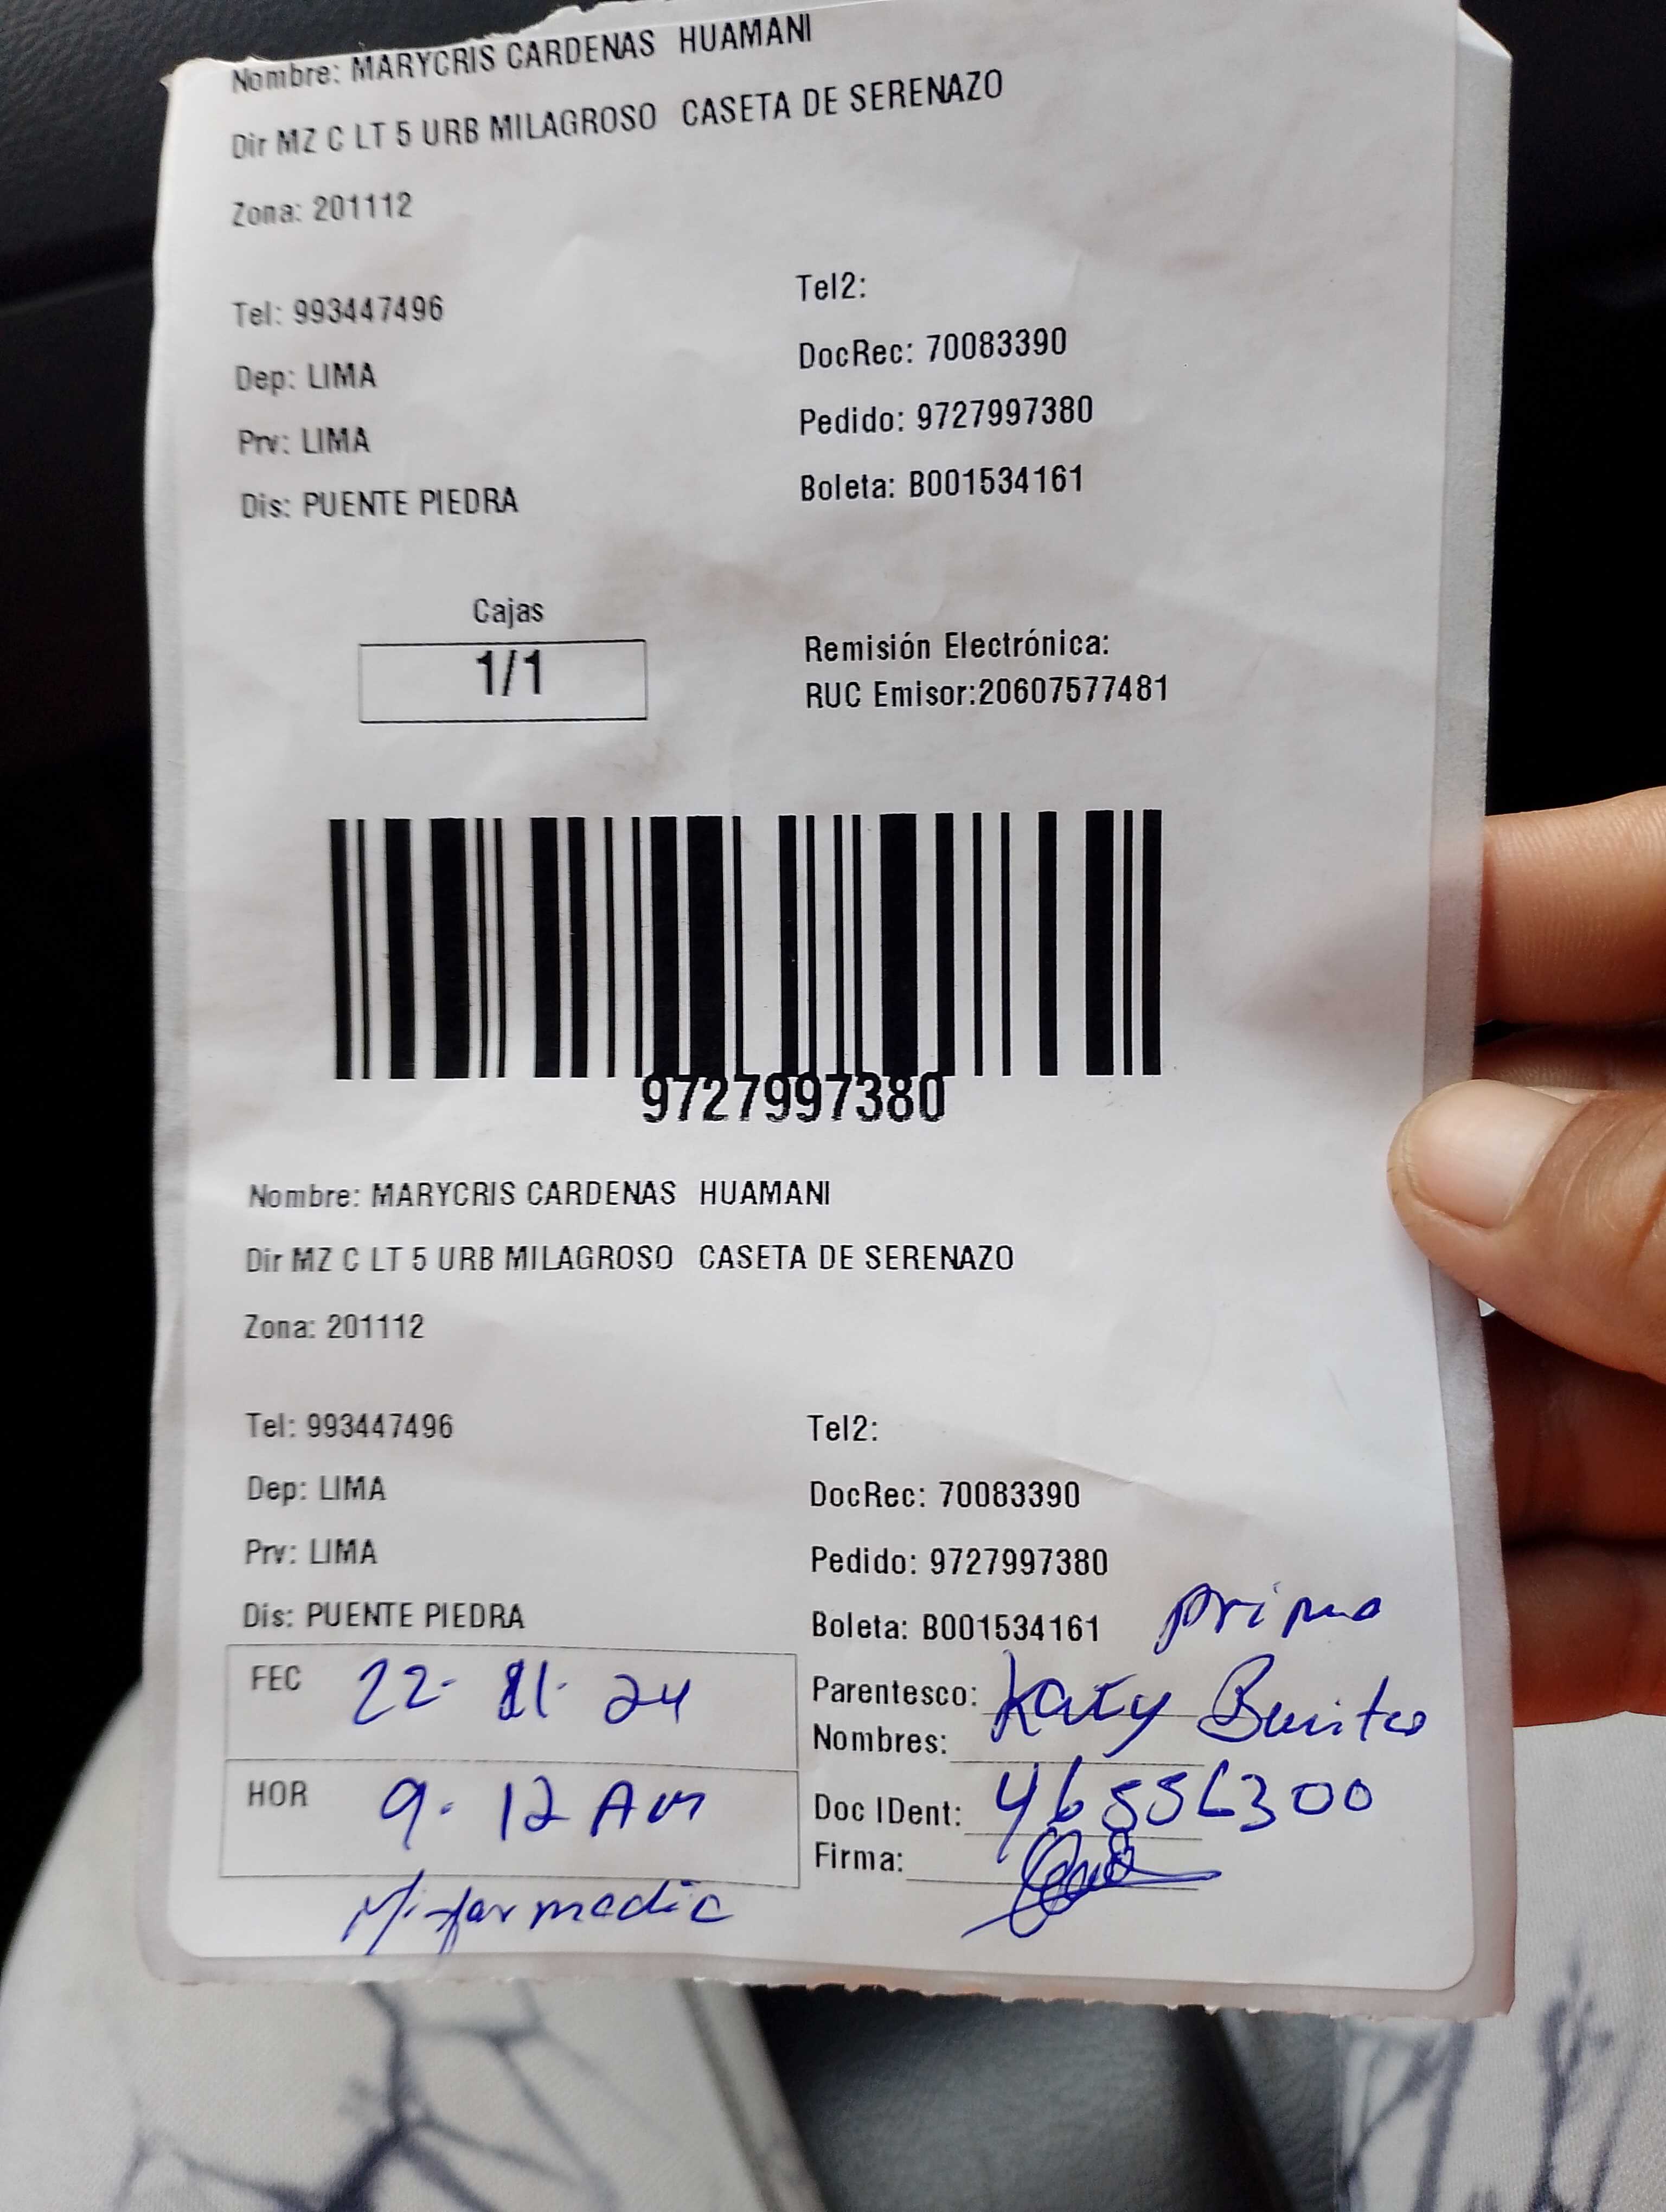 Nombre: MARYCRIS CARDENAS HUAMANI
Dir MZ C LT 5 URB MILAGROSO CASETA DE SERENAZO
Zona: 201112
Tel: 993447496
Tel2:
Dep: LIMA
DocRec: 70083390
Prv: LIMA
Pedido: 9727997380
Dis: PUENTE PIEDRA
Boleta: B001534161
Cajas
1/1
Remisión Electrónica:
RUC Emisor:20607577481
9727997380
Nombre: MARYCRIS CARDENAS HUAMANI
Dir MZ C LT 5 URB MILAGROSO CASETA DE SERENAZO
Zona: 201112
Tel: 993447496
Tel2:
Dep: LIMA
DocRec: 70083390
Prv: LIMA
Pedido: 9727997380
Dis: PUENTE PIEDRA
Boleta: B001534161
FEC 22-11-24
Parentesco: prima
Nombres: Katy Benites
HOR 9.12 AM
Doc IDent: 46556300
Firma:
Mifarmedic